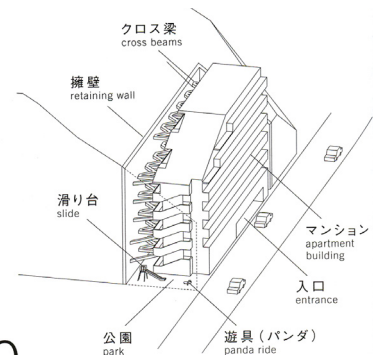 クロス梁
cross beams
擁壁
retaining wall
滑り台
slide
マンション
apartment
building
入口
entrance
公園
park
遊具(パンダ)
panda ride